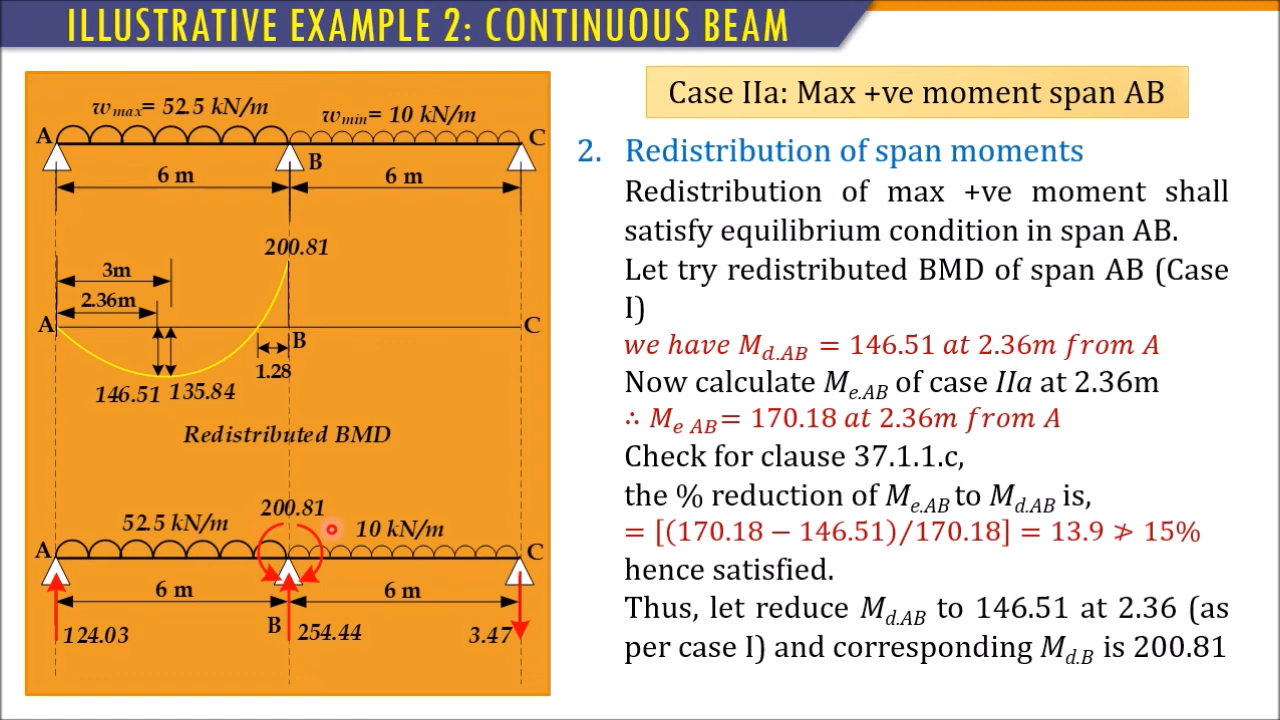 ILLUSTRATIVE EXAMPLE 2: CONTINUOUS BEAM
w_max= 52.5 kN/m
w_min= 10 kN/m
A
B
C
6 m
6 m
200.81
3m
2.36m
A
B
C
1.28
146.51 135.84
Redistributed BMD
200.81
52.5 kN/m
10 kN/m
A
C
6 m
6 m
124.03
B
254.44
3.47
Case IIa: Max +ve moment span AB
2. Redistribution of span moments
Redistribution of max +ve moment shall
satisfy equilibrium condition in span AB.
Let try redistributed BMD of span AB (Case
I)
we have M_d.AB = 146.51 at 2.36m from A
Now calculate M_e.AB of case IIa at 2.36m
∴ M_e AB = 170.18 at 2.36m from A
Check for clause 37.1.1.c,
the % reduction of M_e.AB to M_d.AB is,
= [(170.18 − 146.51)/170.18] = 13.9 ≯ 15%
hence satisfied.
Thus, let reduce M_d.AB to 146.51 at 2.36 (as
per case I) and corresponding M_d.B is 200.81